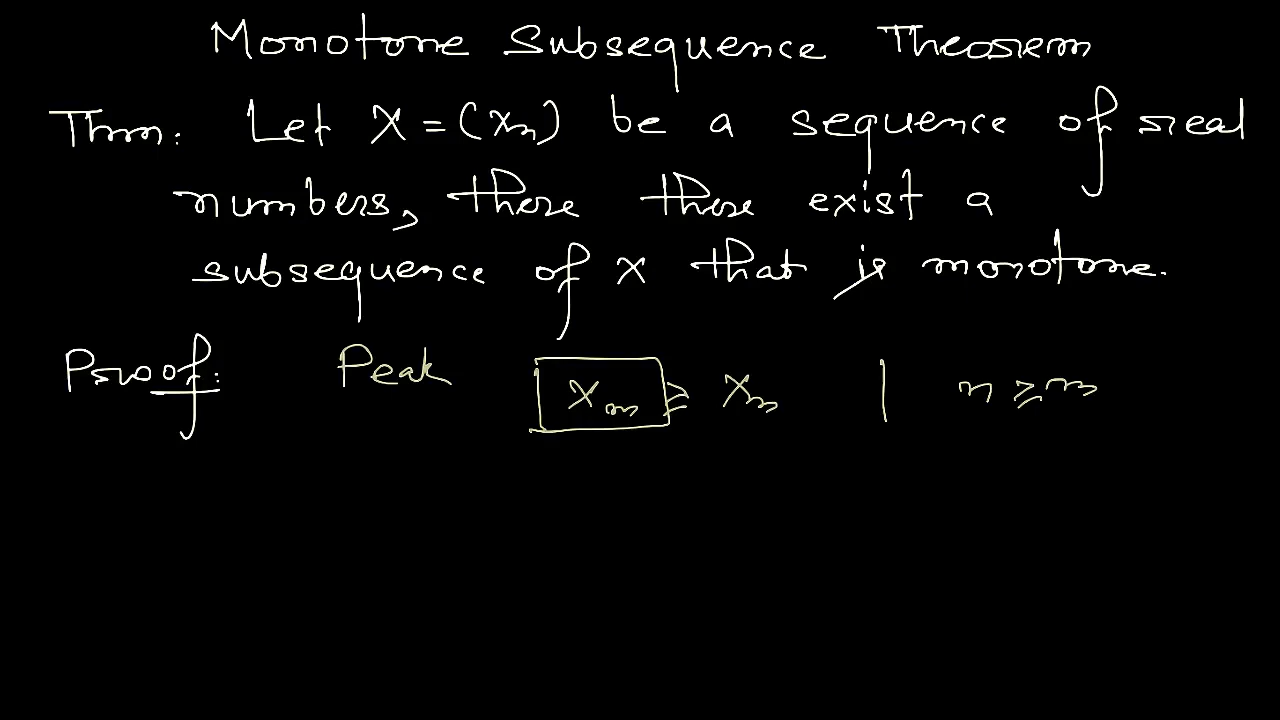 Monotone Subsequence Theorem
Thm: Let X = (xn) be a sequence of real
numbers, there there exist a
subsequence of X that is monotone.
Proof: Peak xm ≥ xn | n ≥ m